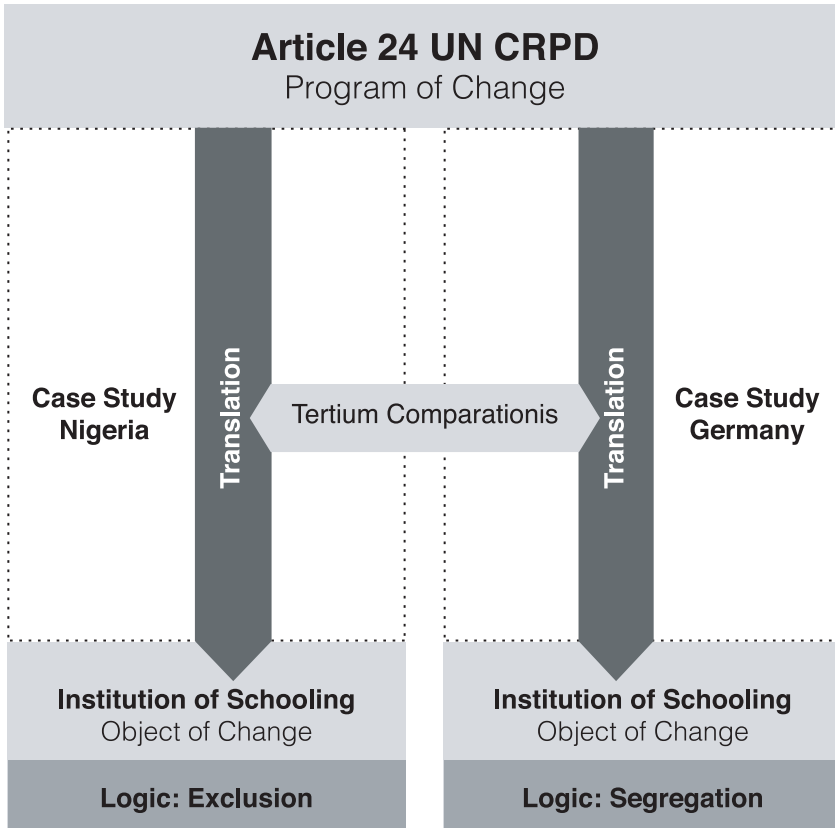 Article 24 UN CRPD
Program of Change
Case Study
Nigeria
Translation
Tertium Comparationis
Translation
Case Study
Germany
Institution of Schooling
Object of Change
Logic: Exclusion
Institution of Schooling
Object of Change
Logic: Segregation